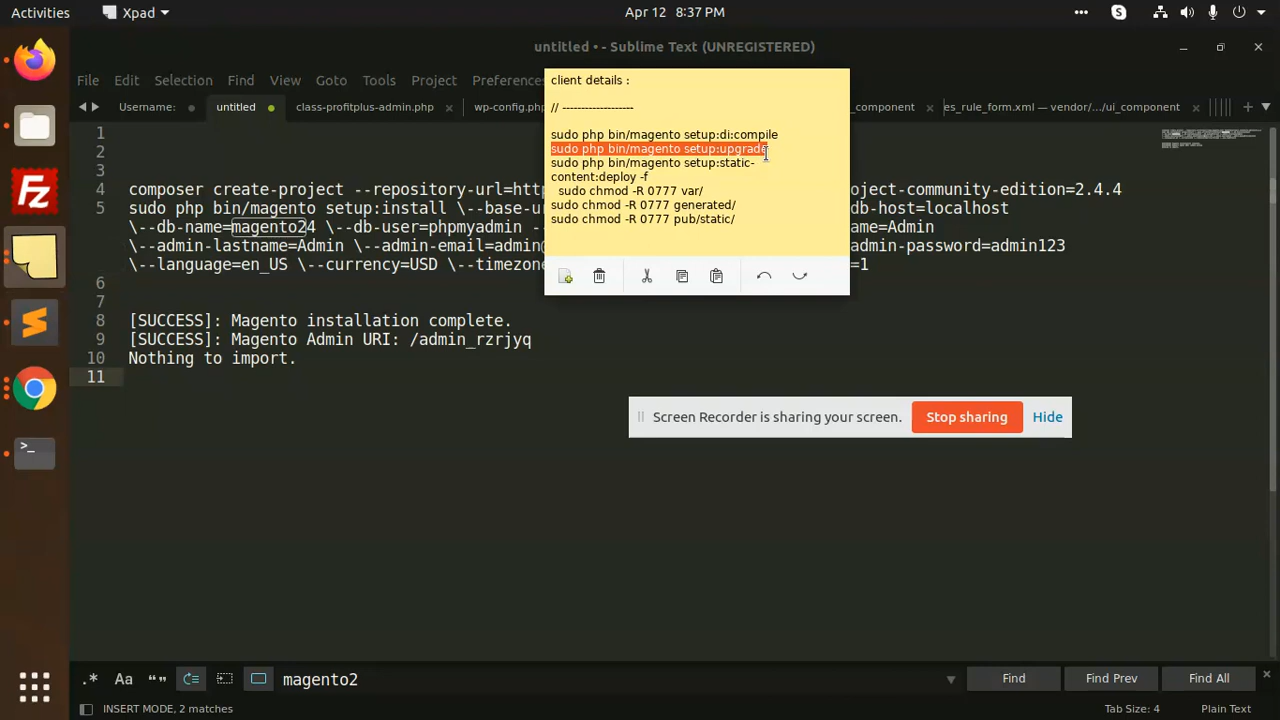 Activities
Xpad
Apr 12 8:37 PM
untitled • - Sublime Text (UNREGISTERED)
File Edit Selection Find View Goto Tools Project Preferences
Username:
untitled
class-profitplus-admin.php
wp-config.php
_component
es_rule_form.xml — vendor/.../ui_component
client details :
// -------------------
sudo php bin/magento setup:di:compile
sudo php bin/magento setup:upgrade
sudo php bin/magento setup:static-
content:deploy -f
sudo chmod -R 0777 var/
sudo chmod -R 0777 generated/
sudo chmod -R 0777 pub/static/
1
2
3
4 composer create-project --repository-url=http oject-community-edition=2.4.4
5 sudo php bin/magento setup:install \--base-u db-host=localhost
\--db-name=magento24 \--db-user=phpmyadmin -- name=Admin
\--admin-lastname=Admin \--admin-email=admin@ admin-password=admin123
\--language=en_US \--currency=USD \--timezone =1
6
7
8 [SUCCESS]: Magento installation complete.
9 [SUCCESS]: Magento Admin URI: /admin_rzrjyq
10 Nothing to import.
11
Screen Recorder is sharing your screen.
Stop sharing
Hide
.* Aa “”
magento2
Find
Find Prev
Find All
INSERT MODE, 2 matches
Tab Size: 4
Plain Text